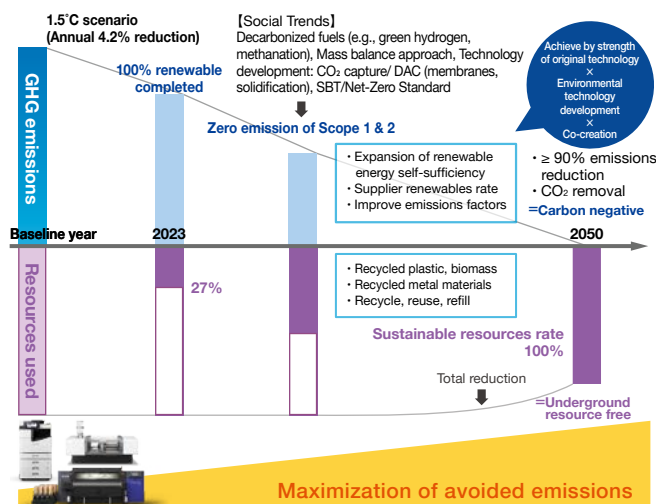 1.5˚C scenario
(Annual 4.2% reduction)
【Social Trends】
Decarbonized fuels (e.g., green hydrogen,
methanation), Mass balance approach, Technology
development: CO₂ capture/ DAC (membranes,
solidification), SBT/Net-Zero Standard
Achieve by strength
of original technology
×
Environmental
technology
development
×
Co-creation
GHG emissions
100% renewable
completed
Zero emission of Scope 1 & 2
・Expansion of renewable
energy self-sufficiency
・Supplier renewables rate
・Improve emissions factors
・≥ 90% emissions
reduction
・CO₂ removal
=Carbon negative
Baseline year
2023
2050
Resources used
27%
・Recycled plastic, biomass
・Recycled metal materials
・Recycle, reuse, refill
Sustainable resources rate
100%
Total reduction
=Underground
resource free
Maximization of avoided emissions